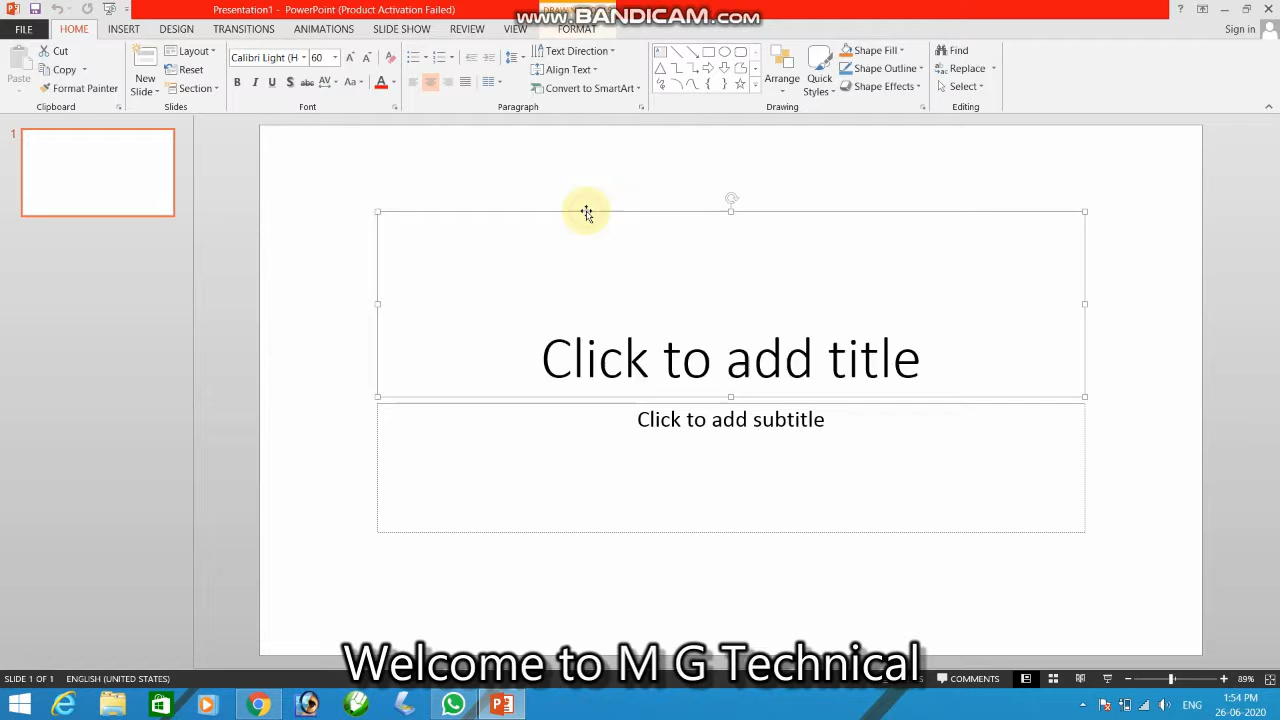 Presentation1 - PowerPoint (Product Activation Failed)
www.BANDICAM.com
Sign in
FILE HOME INSERT DESIGN TRANSITIONS ANIMATIONS SLIDE SHOW REVIEW VIEW FORMAT
Paste
Cut
Copy
Format Painter
Clipboard
New Slide
Layout
Reset
Section
Slides
Calibri Light (H 60
B I U S abc AV Aa A
Font
Text Direction
Align Text
Convert to SmartArt
Paragraph
Arrange
Quick Styles
Shape Fill
Shape Outline
Shape Effects
Drawing
Find
Replace
Select
Editing
1
Click to add title
Click to add subtitle
Welcome to M G Technical
SLIDE 1 OF 1 ENGLISH (UNITED STATES) COMMENTS 89%
ENG
1:54 PM
26-06-2020